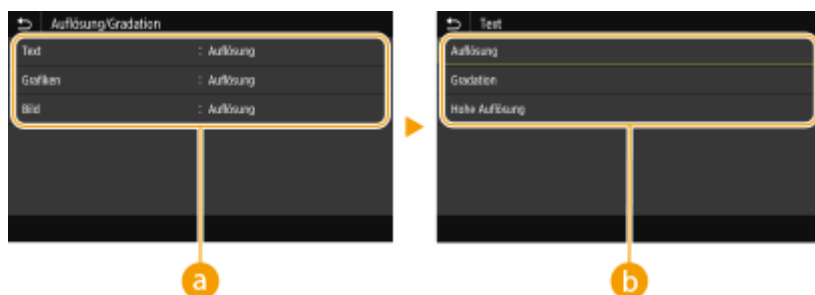 Auflösung/Gradation
Text : Auflösung
Grafiken : Auflösung
Bild : Auflösung
a
Text
Auflösung
Gradation
Hohe Auflösung
b